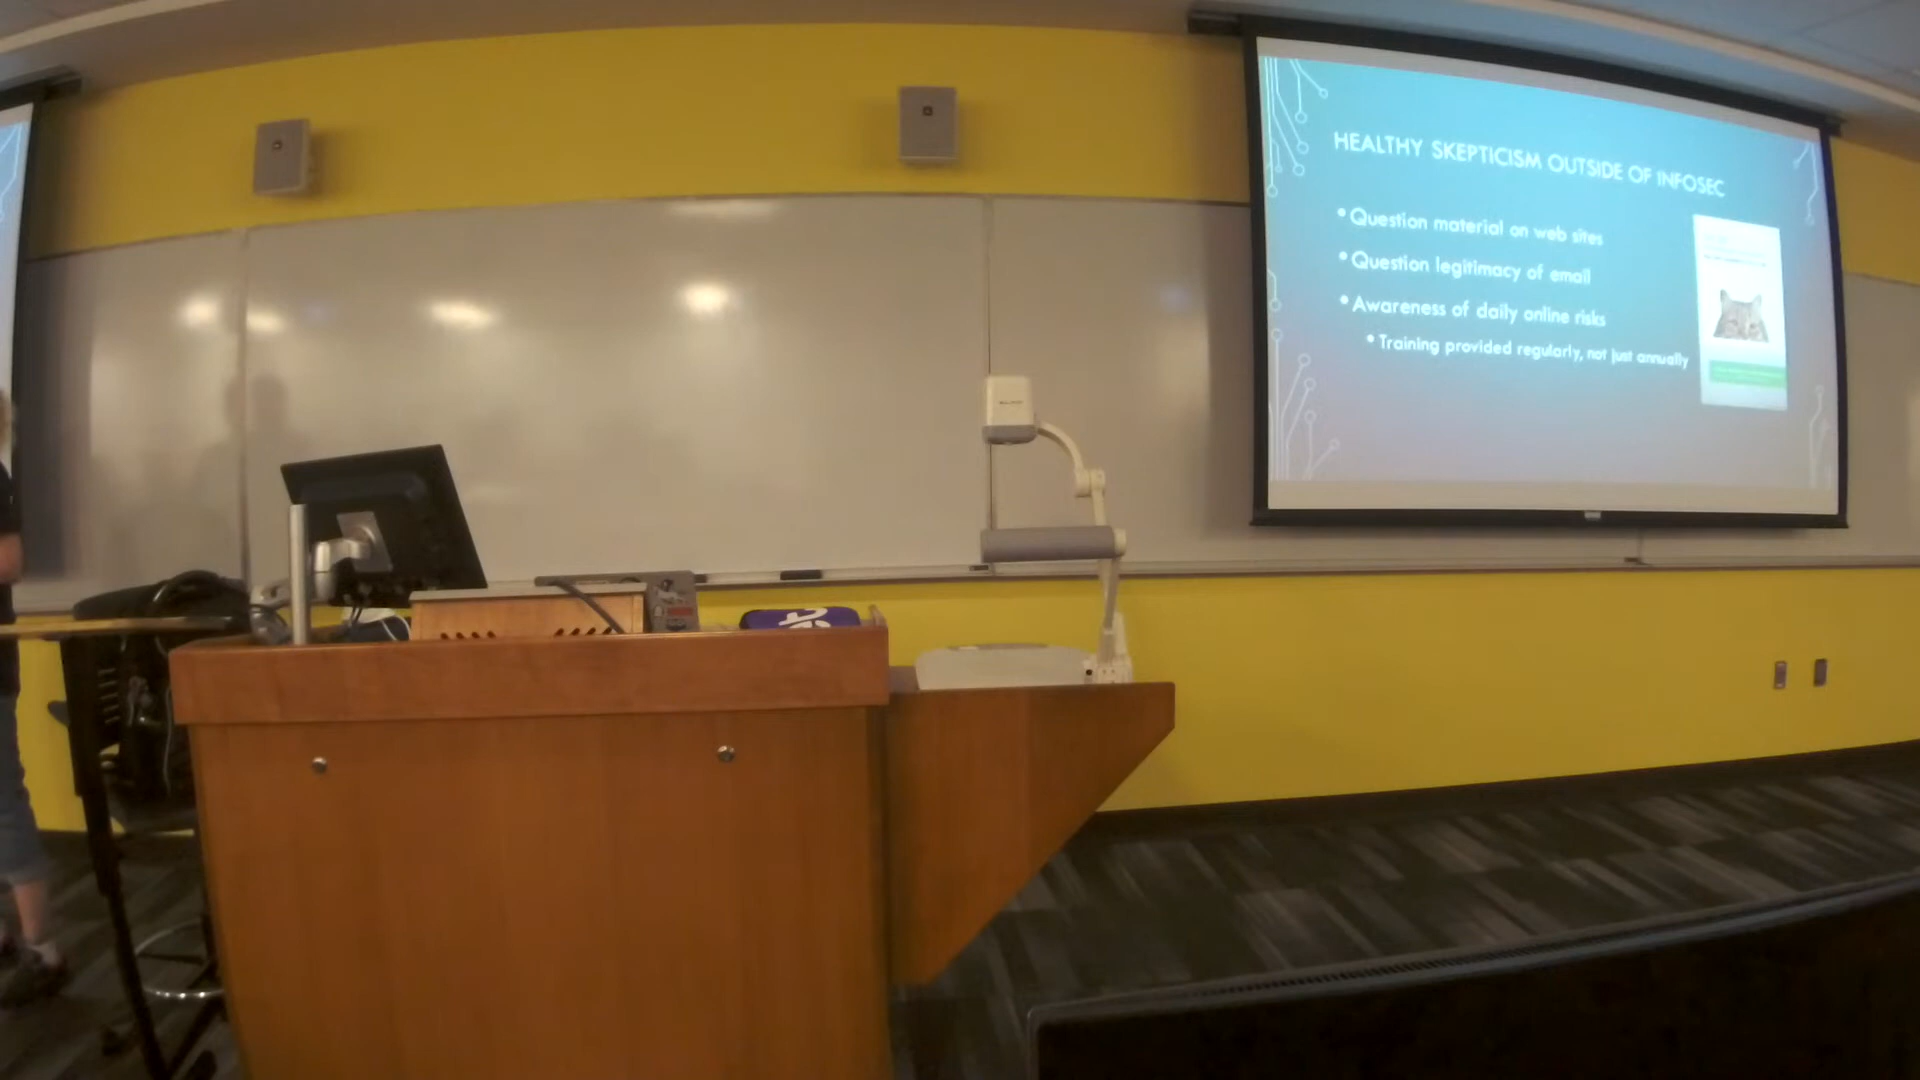 HEALTHY SKEPTICISM OUTSIDE OF INFOSEC
• Question material on web sites
• Question legitimacy of email
• Awareness of daily online risks
• Training provided regularly, not just annually